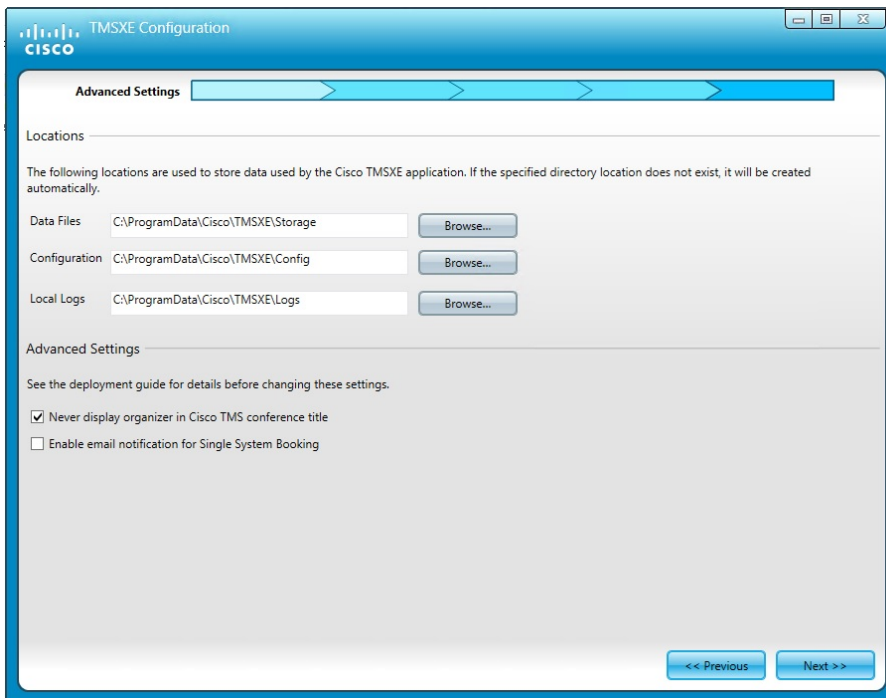 TMSXE Configuration
CISCO
Advanced Settings
Locations
The following locations are used to store data used by the Cisco TMSXE application. If the specified directory location does not exist, it will be created
automatically.
Data Files C:\ProgramData\Cisco\TMSXE\Storage Browse...
Configuration C:\ProgramData\Cisco\TMSXE\Config Browse...
Local Logs C:\ProgramData\Cisco\TMSXE\Logs Browse...
Advanced Settings
See the deployment guide for details before changing these settings.
Never display organizer in Cisco TMS conference title
Enable email notification for Single System Booking
<< Previous Next >>